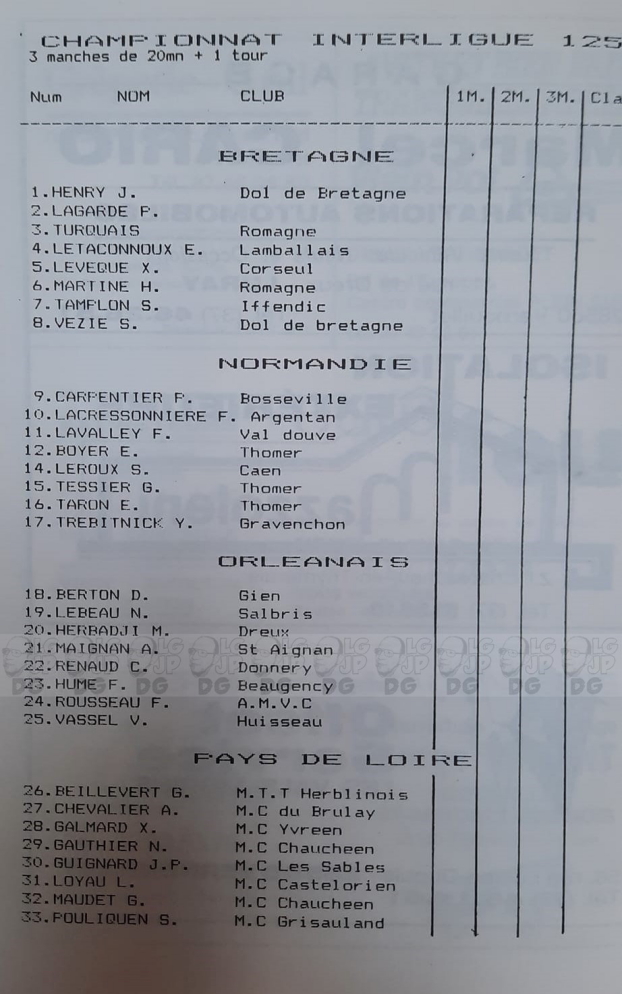 CHAMPIONNAT INTERLIGUE 125
3 manches de 20mn + 1 tour
Num NOM CLUB 1M. 2M. 3M. Cla
BRETAGNE
1.HENRY J. Dol de Bretagne
2.LAGARDE P.
3.TURQUAIS Romagne
4.LETACONNOUX E. Lamballais
5.LEVEQUE X. Corseul
6.MARTINE H. Romagne
7.TAMPLON S. Iffendic
8.VEZIE S. Dol de bretagne
NORMANDIE
9.CARPENTIER P. Bosseville
10.LACRESSONNIERE F. Argentan
11.LAVALLEY F. Val douve
12.BOYER E. Thomer
14.LEROUX S. Caen
15.TESSIER G. Thomer
16.TARON E. Thomer
17.TREBITNICK Y. Gravenchon
ORLEANAIS
18.BERTON D. Gien
19.LEBEAU N. Salbris
20.HERBADJI M. Dreux
21.MAIGNAN A. St Aignan
22.RENAUD C. Donnery
23.HUME F. Beaugency
24.ROUSSEAU F. A.M.V.C
25.VASSEL V. Huisseau
PAYS DE LOIRE
26.BEILLEVERT G. M.T.T Herblinois
27.CHEVALIER A. M.C du Brulay
28.GALMARD X. M.C Yvreen
29.GAUTHIER N. M.C Chaucheen
30.GUIGNARD J.P. M.C Les Sables
31.LOYAU L. M.C Castelorien
32.MAUDET G. M.C Chaucheen
33.POULIQUEN S. M.C Grisauland